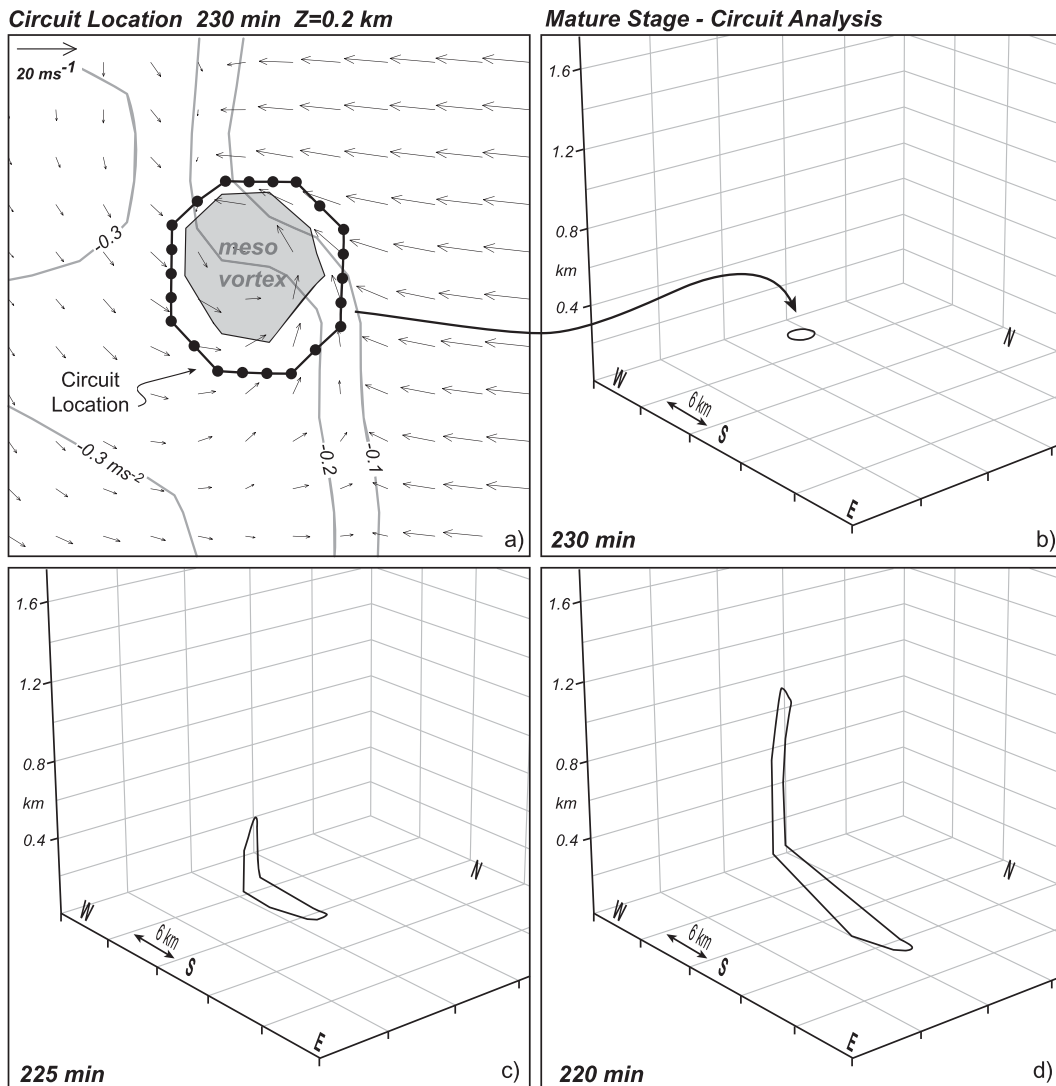 Circuit Location 230 min Z=0.2 km
Mature Stage - Circuit Analysis
20 ms-1
-0.3
meso
vortex
Circuit
Location
-0.3 ms-2
-0.2
-0.1
a)
1.6
1.2
0.8
km
0.4
W
6 km
S
N
E
230 min
b)
1.6
1.2
0.8
km
0.4
W
6 km
S
N
E
225 min
c)
1.6
1.2
0.8
km
0.4
W
6 km
S
N
E
220 min
d)